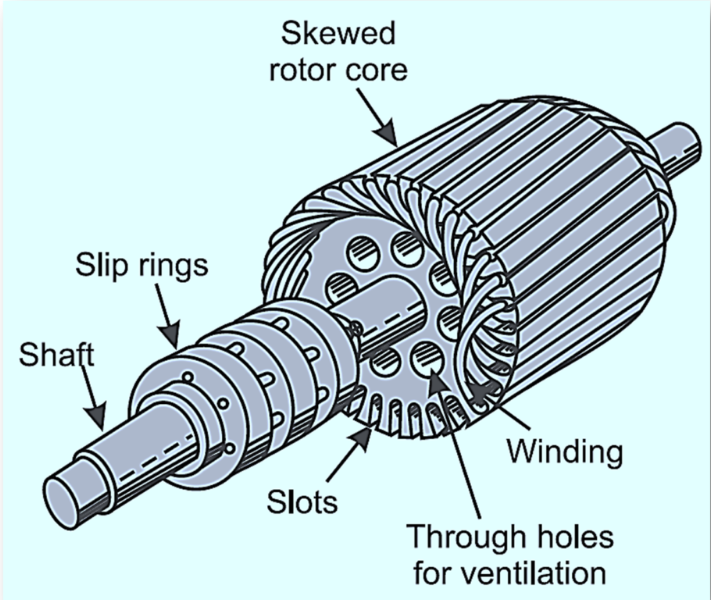 Skewed
rotor core
Slip rings
Shaft
Winding
Slots
Through holes
for ventilation